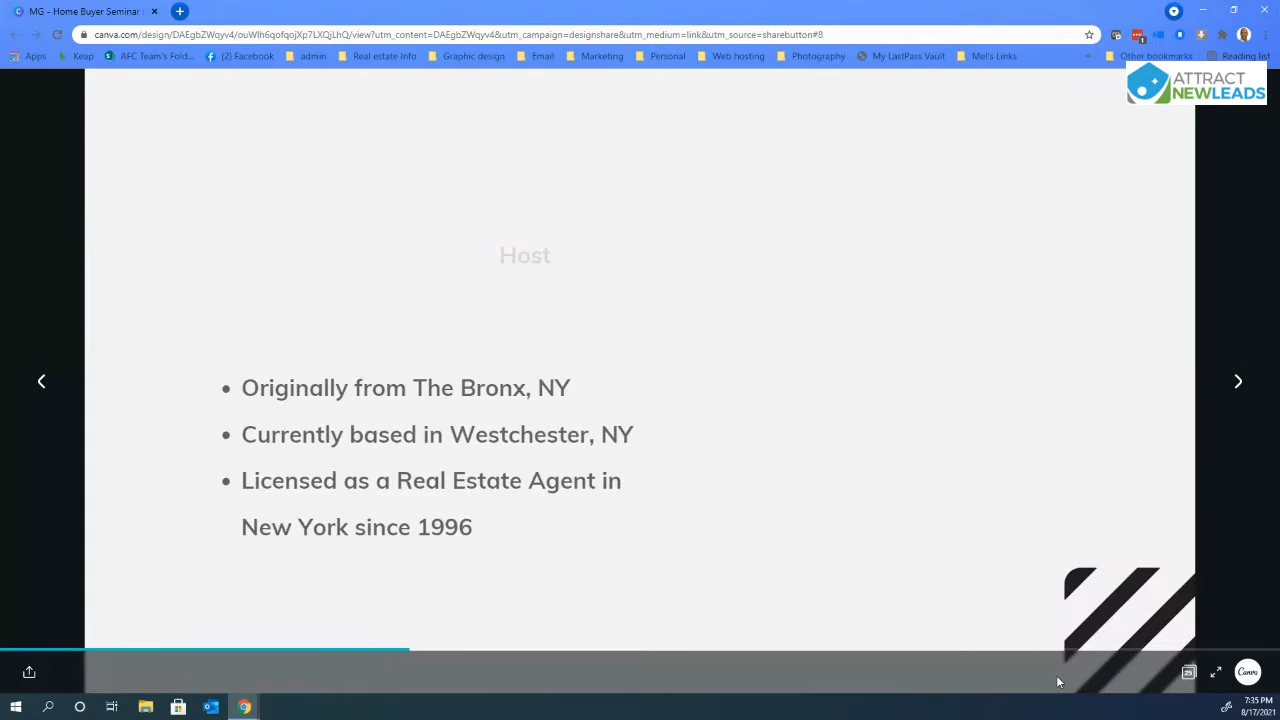 MG - Home Buyer Seminar
canva.com/design/DAEgbZWqyv4/ouWIh6qofqojXp7LXQjLhQ/view?utm_content=DAEgbZWqyv4&utm_campaign=designshare&utm_medium=link&utm_source=sharebutton#8
Apps Keap AFC Team's Fold... (2) Facebook admin Real estate Info Graphic design Email Marketing Personal Web hosting Photography My LastPass Vault Mel's Links » Other bookmarks Reading list
ATTRACT
NEWLEADS
Host
• Originally from The Bronx, NY
• Currently based in Westchester, NY
• Licensed as a Real Estate Agent in
New York since 1996
25
Canva
7:35 PM
8/17/2021